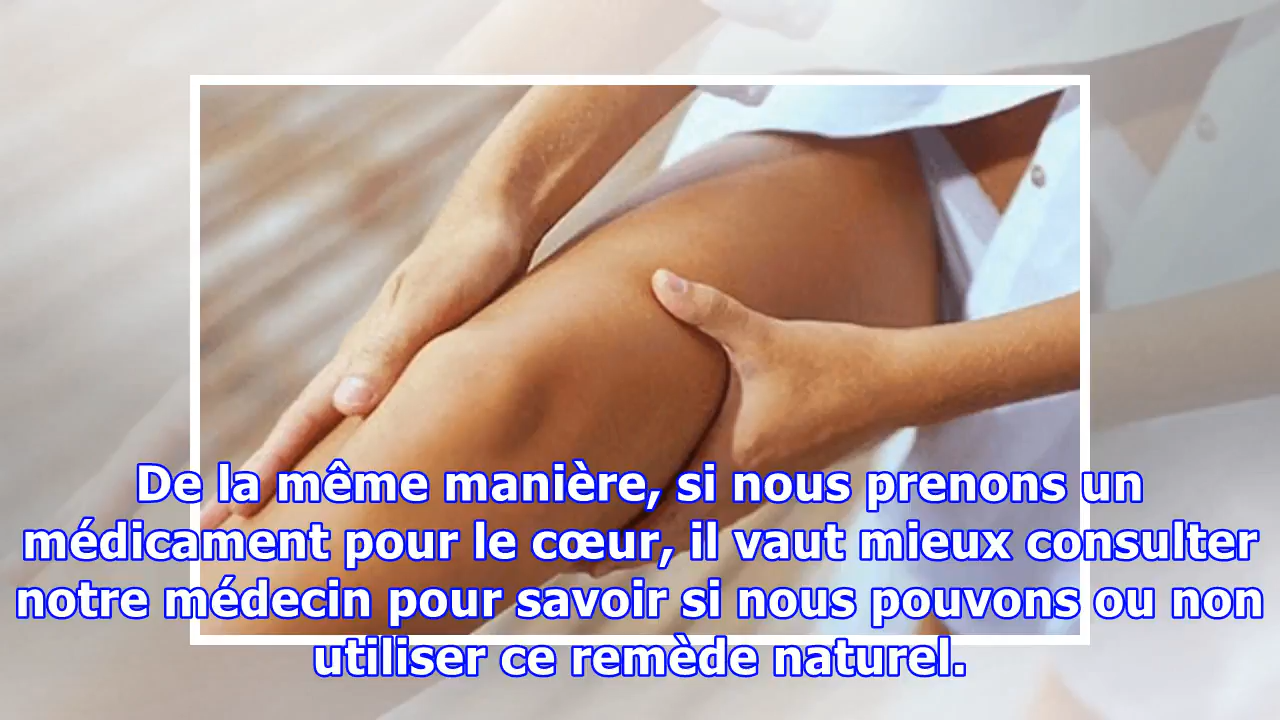 De la même manière, si nous prenons un
médicament pour le cœur, il vaut mieux consulter
notre médecin pour savoir si nous pouvons ou non
utiliser ce remède naturel.